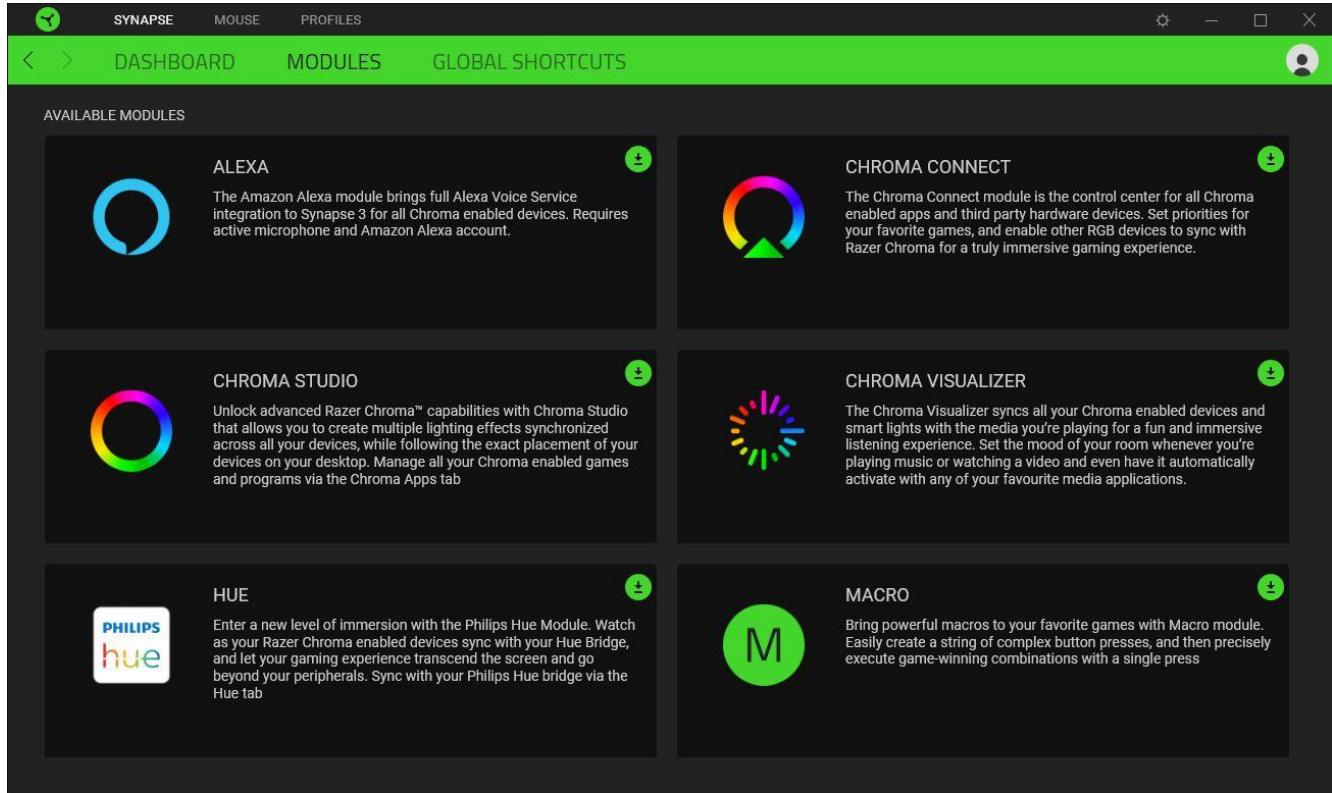 SYNAPSE MOUSE PROFILES
DASHBOARD MODULES GLOBAL SHORTCUTS
AVAILABLE MODULES
ALEXA
The Amazon Alexa module brings full Alexa Voice Service
integration to Synapse 3 for all Chroma enabled devices. Requires
active microphone and Amazon Alexa account.
CHROMA CONNECT
The Chroma Connect module is the control center for all Chroma
enabled apps and third party hardware devices. Set priorities for
your favorite games, and enable other RGB devices to sync with
Razer Chroma for a truly immersive gaming experience.
CHROMA STUDIO
Unlock advanced Razer Chroma™ capabilities with Chroma Studio
that allows you to create multiple lighting effects synchronized
across all your devices, while following the exact placement of your
devices on your desktop. Manage all your Chroma enabled games
and programs via the Chroma Apps tab
CHROMA VISUALIZER
The Chroma Visualizer syncs all your Chroma enabled devices and
smart lights with the media you're playing for a fun and immersive
listening experience. Set the mood of your room whenever you're
playing music or watching a video and even have it automatically
activate with any of your favourite media applications.
PHILIPS
hue
HUE
Enter a new level of immersion with the Philips Hue Module. Watch
as your Razer Chroma enabled devices sync with your Hue Bridge,
and let your gaming experience transcend the screen and go
beyond your peripherals. Sync with your Philips Hue bridge via the
Hue tab
M
MACRO
Bring powerful macros to your favorite games with Macro module.
Easily create a string of complex button presses, and then precisely
execute game-winning combinations with a single press